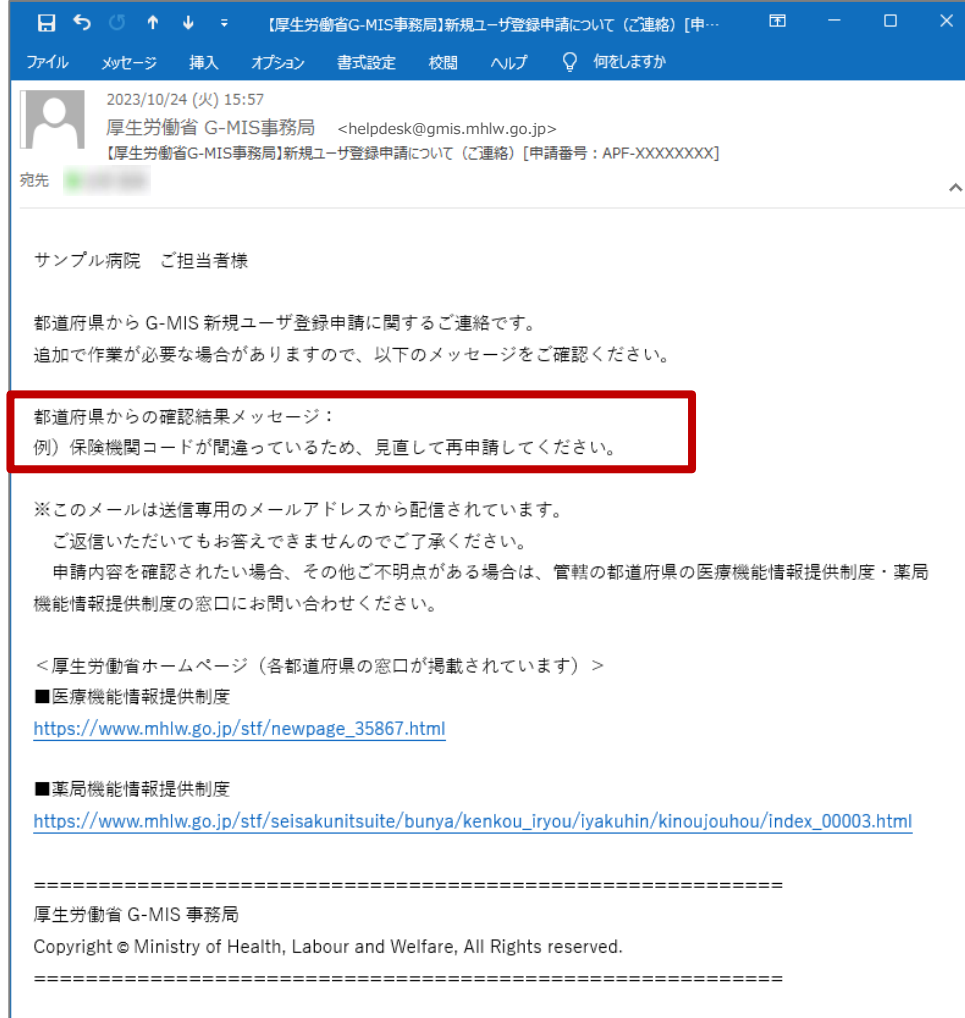 【厚生労働省G-MIS事務局】新規ユーザ登録申請について（ご連絡）[申…
ファイル メッセージ 挿入 オプション 書式設定 校閲 ヘルプ 何をしますか
2023/10/24 (火) 15:57
厚生労働省 G-MIS事務局 <helpdesk@gmis.mhlw.go.jp>
【厚生労働省G-MIS事務局】新規ユーザ登録申請について（ご連絡）[申請番号：APF-XXXXXXXX]
宛先
サンプル病院　ご担当者様
都道府県から G-MIS 新規ユーザ登録申請に関するご連絡です。
追加で作業が必要な場合がありますので、以下のメッセージをご確認ください。
都道府県からの確認結果メッセージ：
例）保険機関コードが間違っているため、見直して再申請してください。
※このメールは送信専用のメールアドレスから配信されています。
ご返信いただいてもお答えできませんのでご了承ください。
申請内容を確認されたい場合、その他ご不明点がある場合は、管轄の都道府県の医療機能情報提供制度・薬局
機能情報提供制度の窓口にお問い合わせください。
＜厚生労働省ホームページ（各都道府県の窓口が掲載されています）＞
■医療機能情報提供制度
https://www.mhlw.go.jp/stf/newpage_35867.html
■薬局機能情報提供制度
https://www.mhlw.go.jp/stf/seisakunitsuite/bunya/kenkou_iryou/iyakuhin/kinoujouhou/index_00003.html
==========================================================
厚生労働省 G-MIS 事務局
Copyright © Ministry of Health, Labour and Welfare, All Rights reserved.
==========================================================